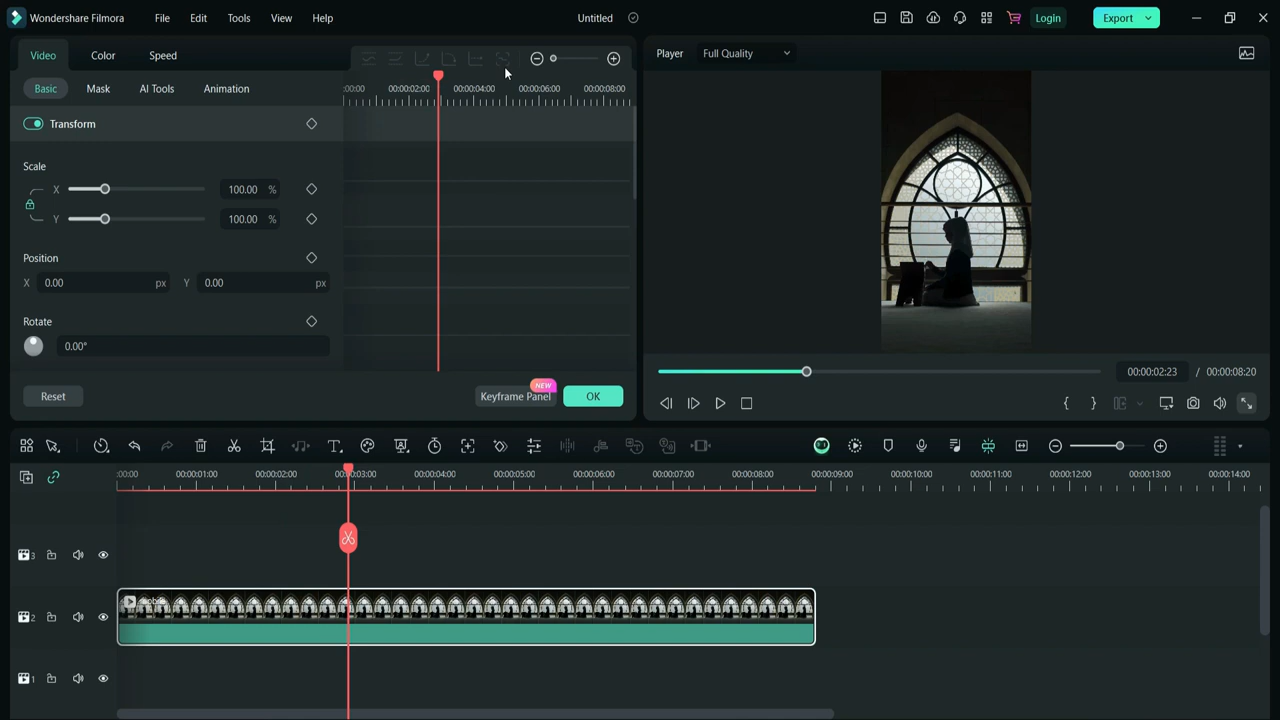 Wondershare Filmora File Edit Tools View Help Untitled Login Export
Video Color Speed
Player Full Quality
Basic Mask AI Tools Animation
:00:00 00:00:02:00 00:00:04:00 00:00:06:00 00:00:08:00
Transform
Scale
X 100.00 %
Y 100.00 %
Position
X 0.00 px Y 0.00 px
Rotate
0.00°
Reset Keyframe Panel NEW OK
00:00:02:23 / 00:00:08:20
:00:00 00:00:01:00 00:00:02:00 00:00:03:00 00:00:04:00 00:00:05:00 00:00:06:00 00:00:07:00 00:00:08:00 00:00:09:00 00:00:10:00 00:00:11:00 00:00:12:00 00:00:13:00 00:00:14:00
3
2
1